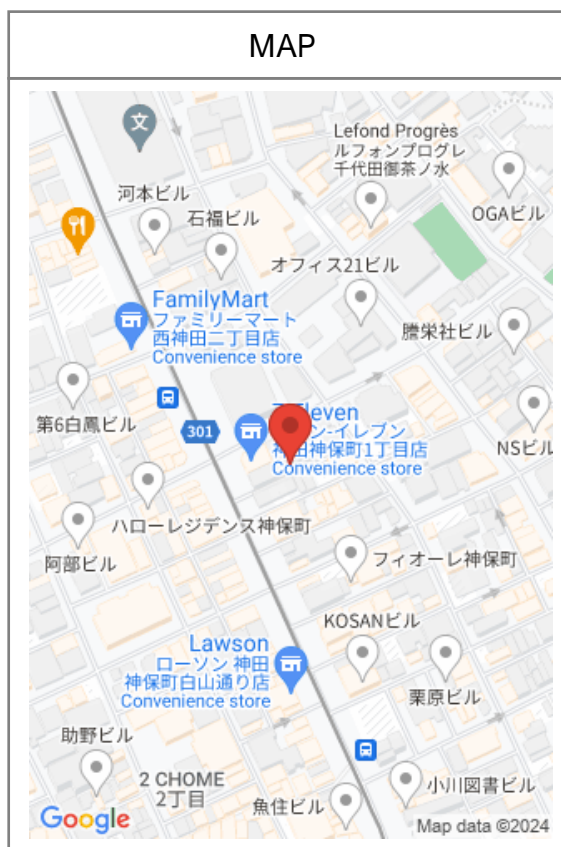 MAP
文
Lefond Progrès
ルフォンプログレ
千代田御茶ノ水
河本ビル
OGAビル
石福ビル
オフィス21ビル
FamilyMart
ファミリーマート
西神田二丁目店
Convenience store
謄栄社ビル
第6白鳳ビル
301
Eleven
イレブン
神田神保町1丁目店
Convenience store
NSビル
ハローレジデンス神保町
阿部ビル
フィオーレ神保町
KOSANビル
Lawson
ローソン 神田
神保町白山通り店
Convenience store
栗原ビル
助野ビル
2 CHOME
2丁目
小川図書ビル
魚住ビル
Google
Map data ©2024